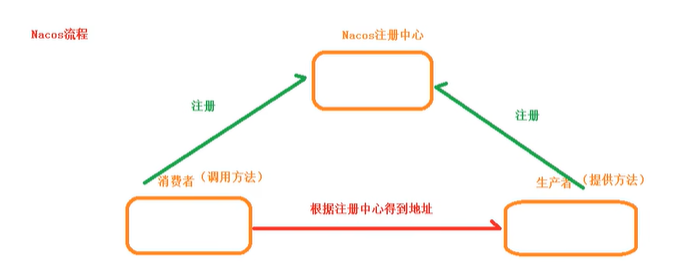 Nacos流程
Nacos注册中心
注册
注册
消费者（调用方法）
生产者（提供方法）
根据注册中心得到地址